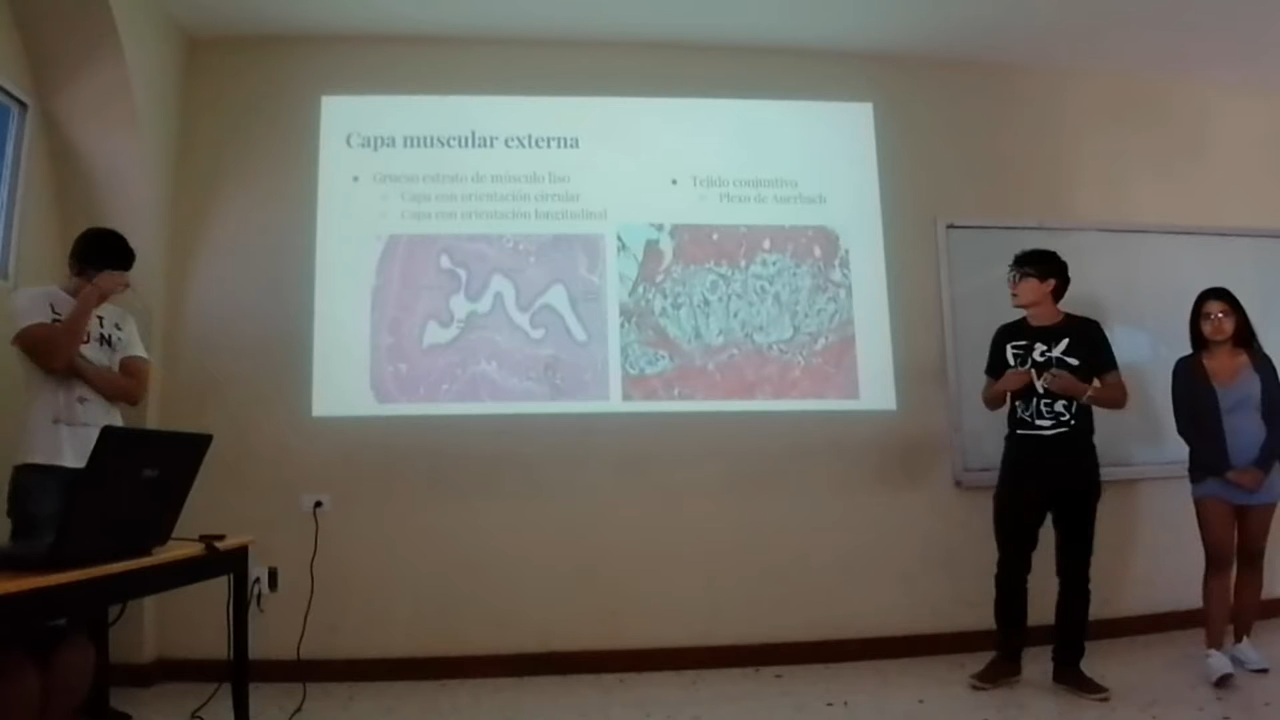 Capa muscular externa
• Grueso estrato de músculo liso
○ Capa con orientación circular
○ Capa con orientación longitudinal
• Tejido conjuntivo
○ Plexo de Auerbach
RULES!